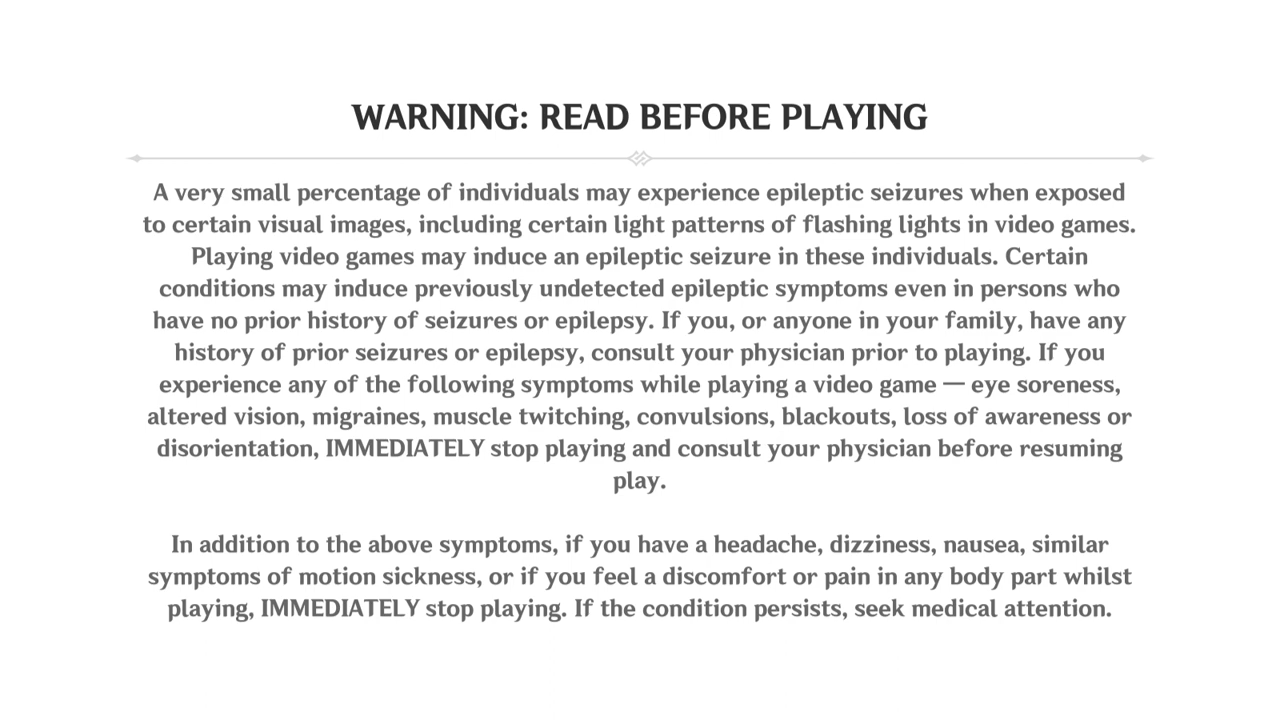 WARNING: READ BEFORE PLAYING
A very small percentage of individuals may experience epileptic seizures when exposed
to certain visual images, including certain light patterns of flashing lights in video games.
Playing video games may induce an epileptic seizure in these individuals. Certain
conditions may induce previously undetected epileptic symptoms even in persons who
have no prior history of seizures or epilepsy. If you, or anyone in your family, have any
history of prior seizures or epilepsy, consult your physician prior to playing. If you
experience any of the following symptoms while playing a video game — eye soreness,
altered vision, migraines, muscle twitching, convulsions, blackouts, loss of awareness or
disorientation, IMMEDIATELY stop playing and consult your physician before resuming
play.
In addition to the above symptoms, if you have a headache, dizziness, nausea, similar
symptoms of motion sickness, or if you feel a discomfort or pain in any body part whilst
playing, IMMEDIATELY stop playing. If the condition persists, seek medical attention.